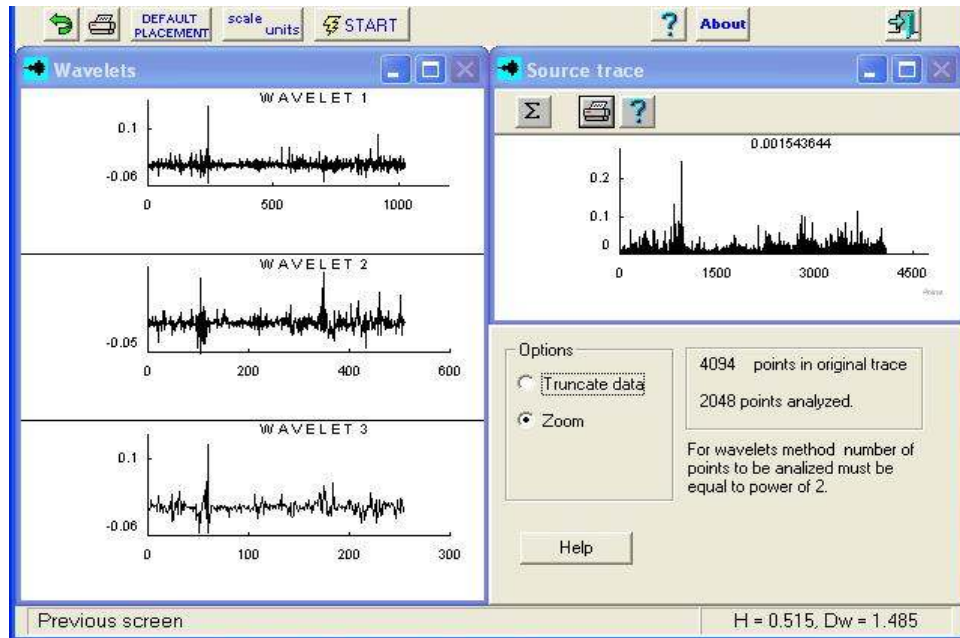 DEFAULT
PLACEMENT
scale
units
START
?
About
Wavelets
WAVELET 1
0.1
-0.06
0 500 1000
WAVELET 2
-0.05
0 200 400 600
WAVELET 3
0.1
-0.06
0 100 200 300
Source trace
Σ
?
0.001543644
0.2
0.1
0
0 1500 3000 4500
Options
Truncate data
Zoom
4094 points in original trace
2048 points analyzed.
For wavelets method number of
points to be analized must be
equal to power of 2.
Help
Previous screen
H = 0.515, Dw = 1.485